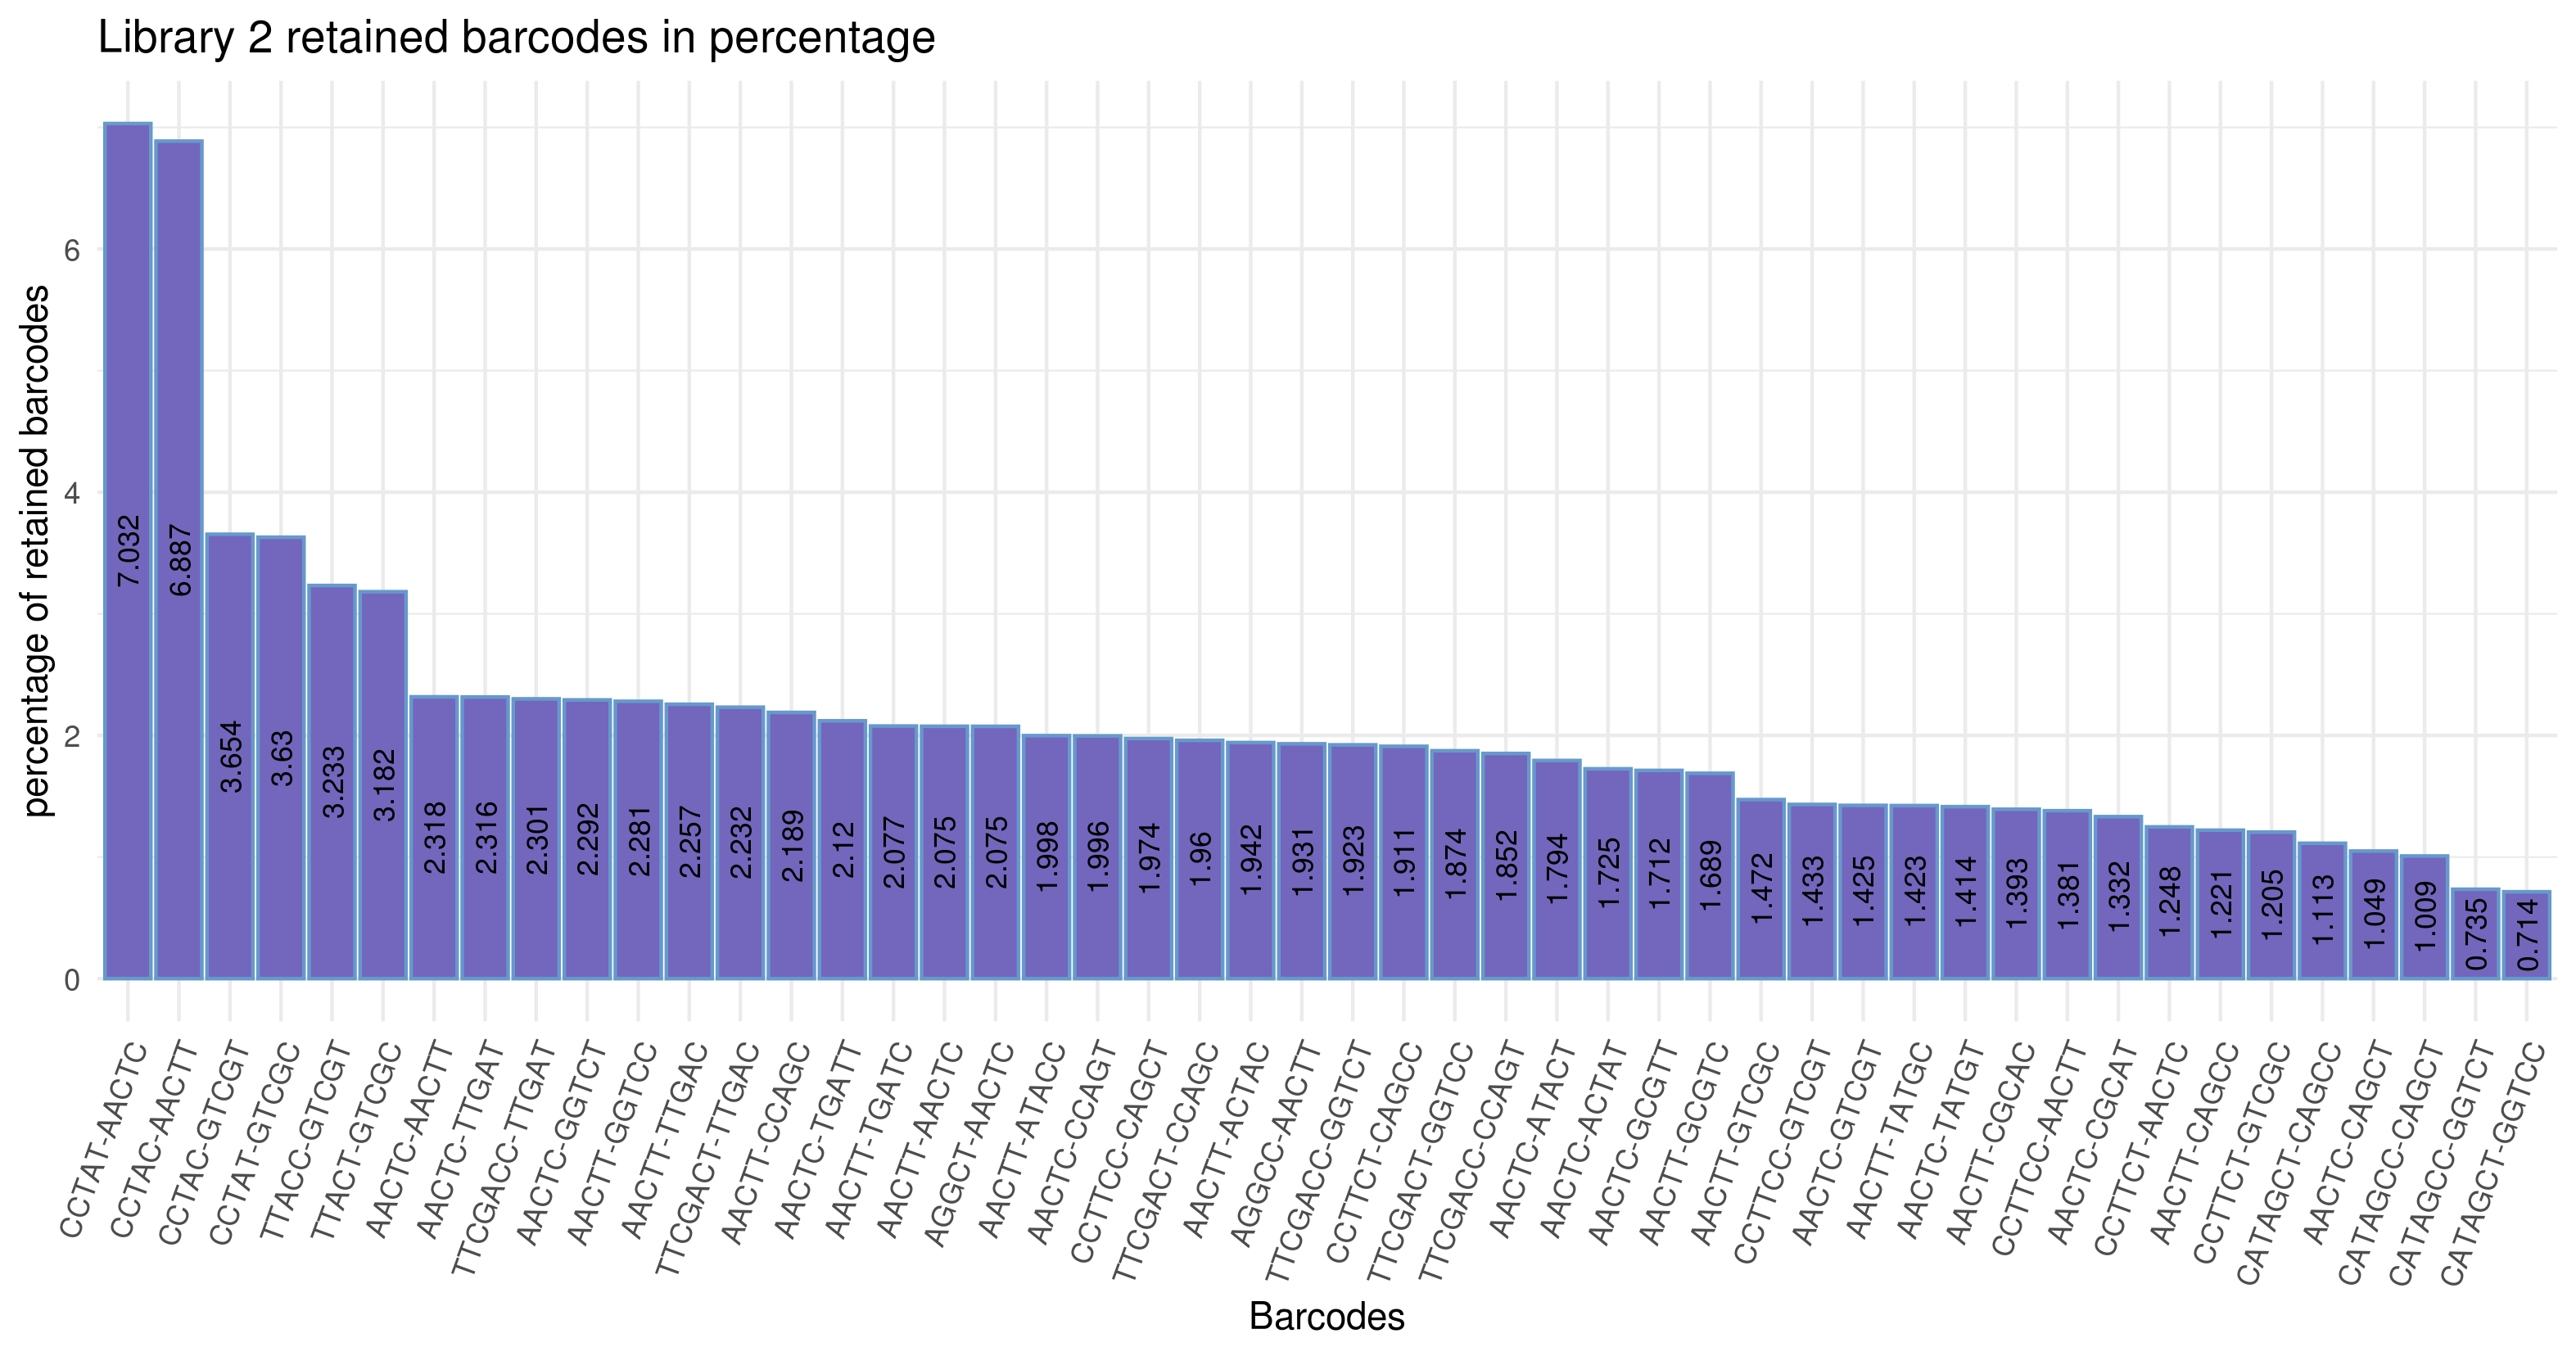 Library 2 retained barcodes in percentage
percentage of retained barcodes
6
4
2
0
7.032
6.887
3.654
3.63
3.233
3.182
2.318
2.316
2.301
2.292
2.281
2.257
2.232
2.189
2.12
2.077
2.075
2.075
1.998
1.996
1.974
1.96
1.942
1.931
1.923
1.911
1.874
1.852
1.794
1.725
1.712
1.689
1.472
1.433
1.425
1.423
1.414
1.393
1.381
1.332
1.248
1.221
1.205
1.113
1.049
1.009
0.735
0.714
CCTAT-AACTC
CCTAC-AACTT
CCTAC-GTCGT
CCTAT-GTCGC
TTACC-GTCGT
TTACT-GTCGC
AACTC-AACTT
AACTC-TTGAT
TTCGACC-TTGAT
AACTC-GGTCT
AACTT-GGTCC
AACTT-TTGAC
TTCGACT-TTGAC
AACTT-CCAGC
AACTC-TGATT
AACTT-TGATC
AACTT-AACTC
AGGCT-AACTC
AACTT-ATACC
AACTC-CCAGT
CCTTCC-CAGCT
TTCGACT-CCAGC
AACTT-ACTAC
AGGCC-AACTT
TTCGACC-GGTCT
CCTTCT-CAGCC
TTCGACT-GGTCC
TTCGACC-CCAGT
AACTC-ATACT
AACTC-ACTAT
AACTC-GCGTT
AACTT-GCGTC
AACTT-GTCGC
CCTTCC-GTCGT
AACTC-GTCGT
AACTT-TATGC
AACTC-TATGT
AACTT-CGCAC
CCTTCC-AACTT
AACTC-CGCAT
CCTTCT-AACTC
AACTT-CAGCC
CCTTCT-GTCGC
CATAGCT-CAGCC
AACTC-CAGCT
CATAGCC-CAGCT
CATAGCC-GGTCT
CATAGCT-GGTCC
Barcodes